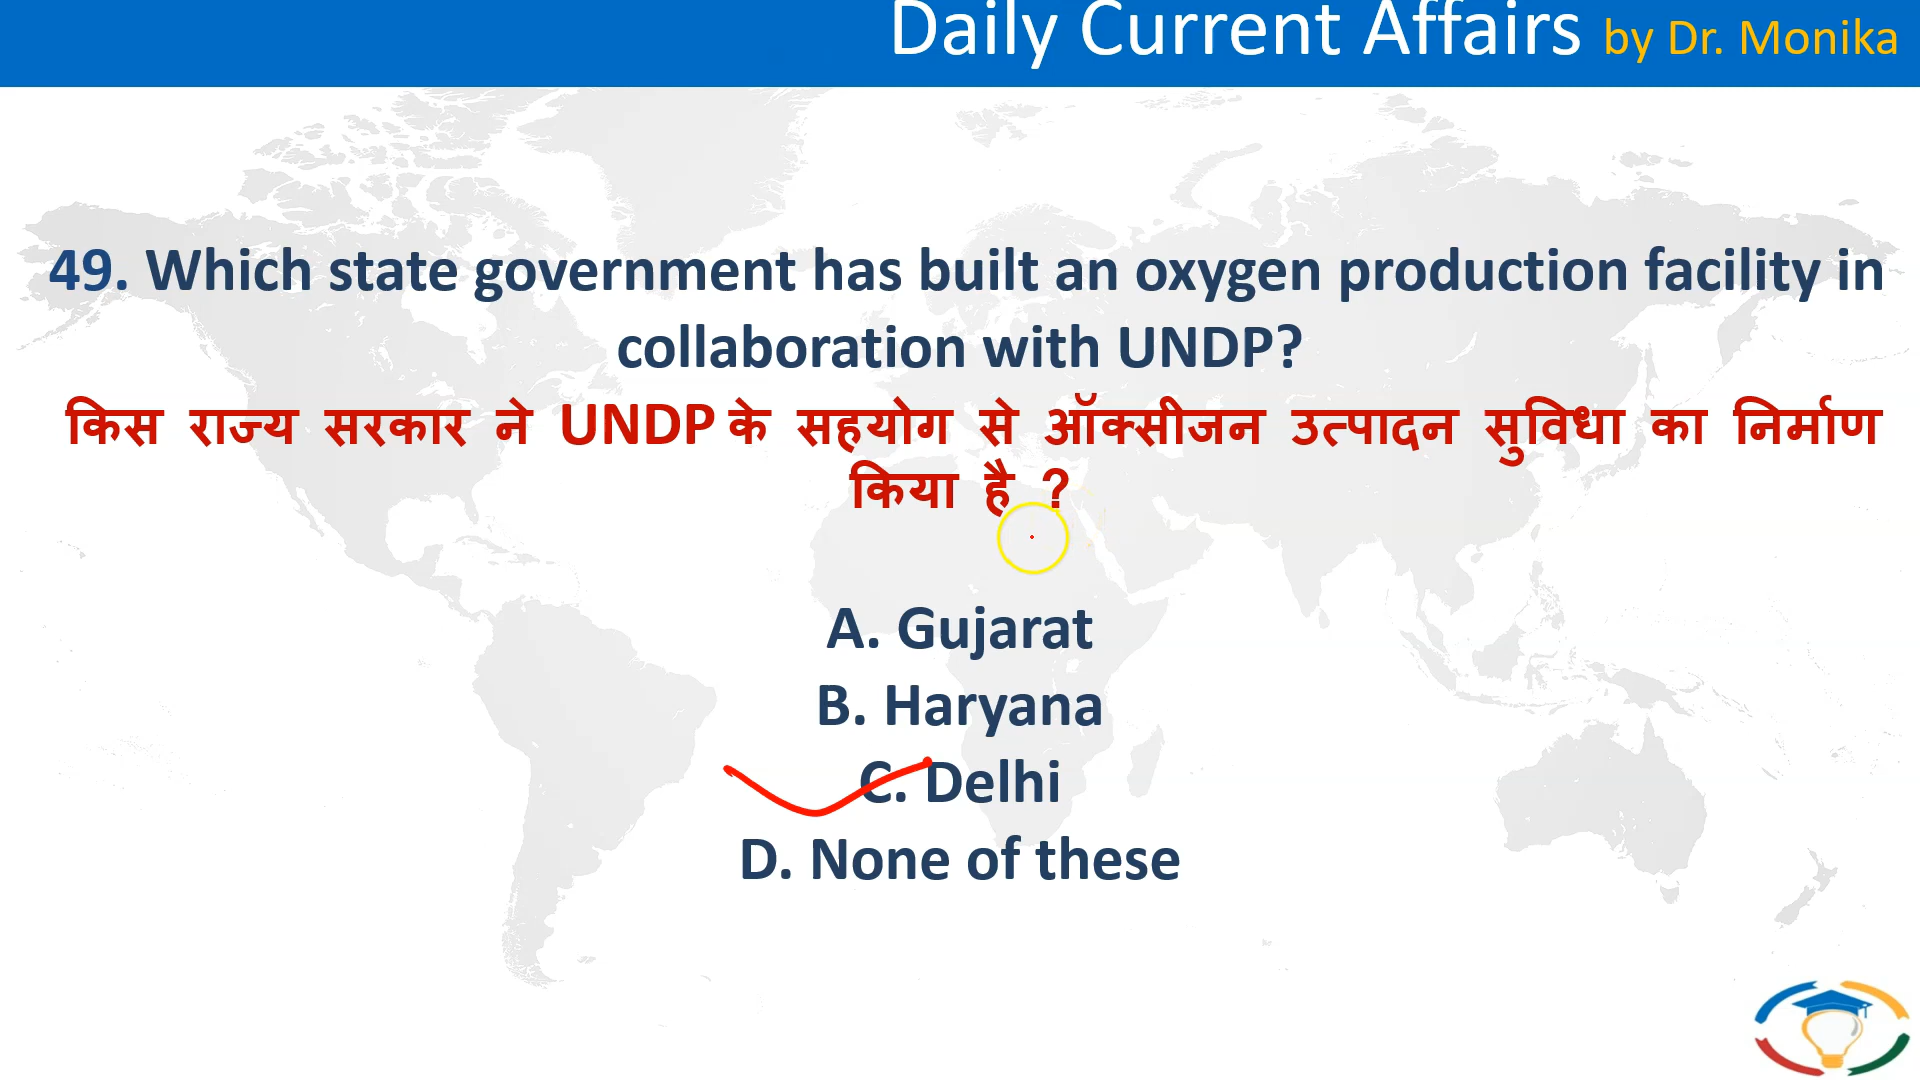 Daily Current Affairs by Dr. Monika
49. Which state government has built an oxygen production facility in
collaboration with UNDP?
किस राज्य सरकार ने UNDP के सहयोग से ऑक्सीजन उत्पादन सुविधा का निर्माण
किया है ?
A. Gujarat
B. Haryana
C. Delhi
D. None of these